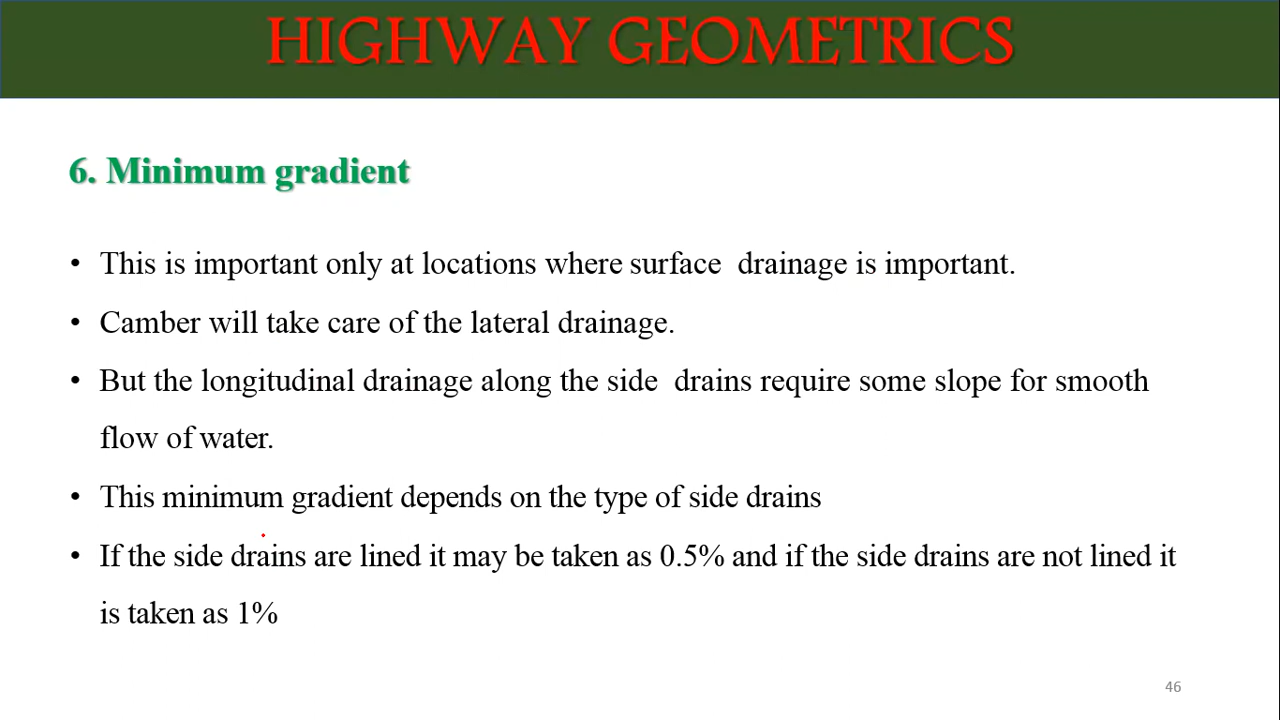 HIGHWAY GEOMETRICS
6. Minimum gradient
• This is important only at locations where surface drainage is important.
• Camber will take care of the lateral drainage.
• But the longitudinal drainage along the side drains require some slope for smooth
flow of water.
• This minimum gradient depends on the type of side drains
• If the side drains are lined it may be taken as 0.5% and if the side drains are not lined it
is taken as 1%
46